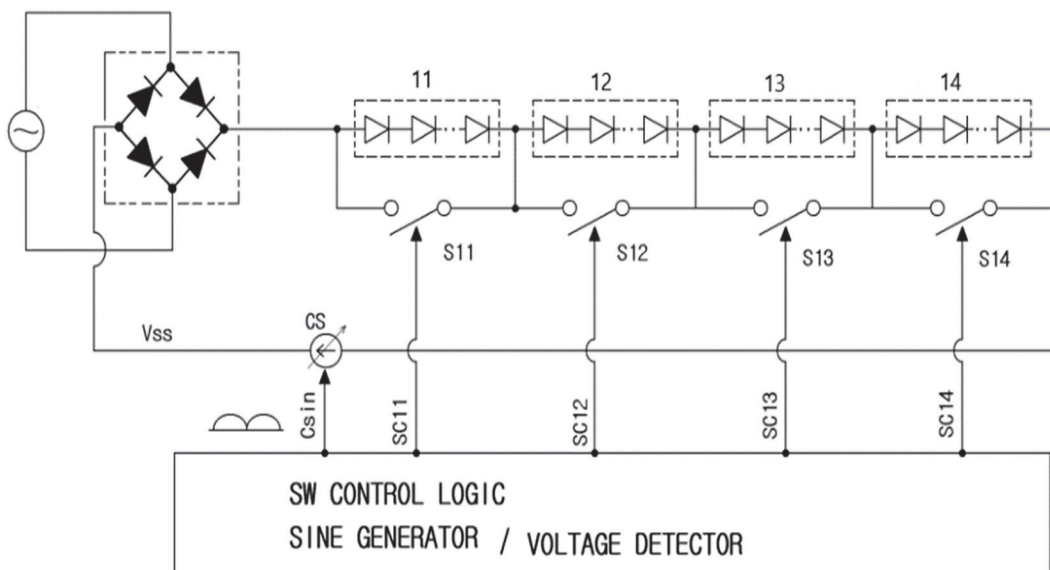 11 12 13 14
S11 S12 S13 S14
Vss CS
Csin SC11 SC12 SC13 SC14
SW CONTROL LOGIC
SINE GENERATOR / VOLTAGE DETECTOR